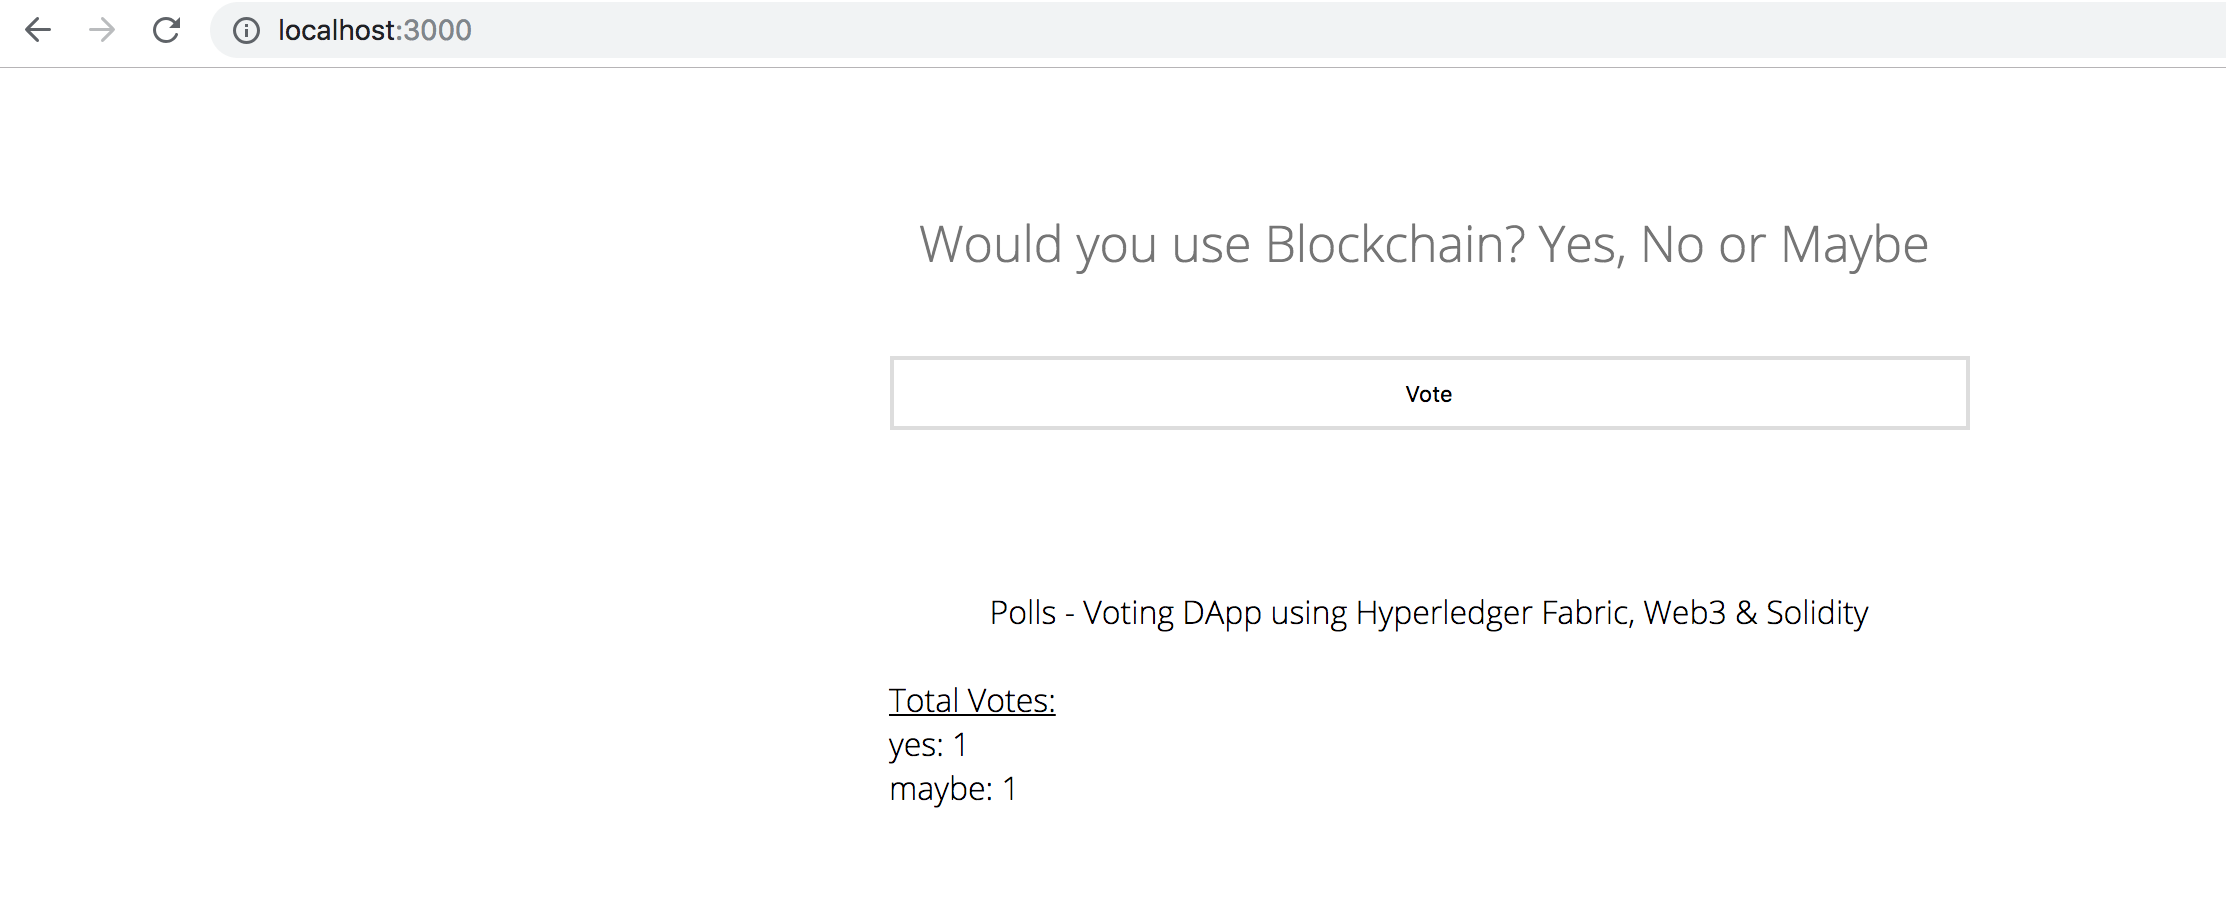 localhost:3000
Would you use Blockchain? Yes, No or Maybe
Vote
Polls - Voting DApp using Hyperledger Fabric, Web3 & Solidity
Total Votes:
yes: 1
maybe: 1